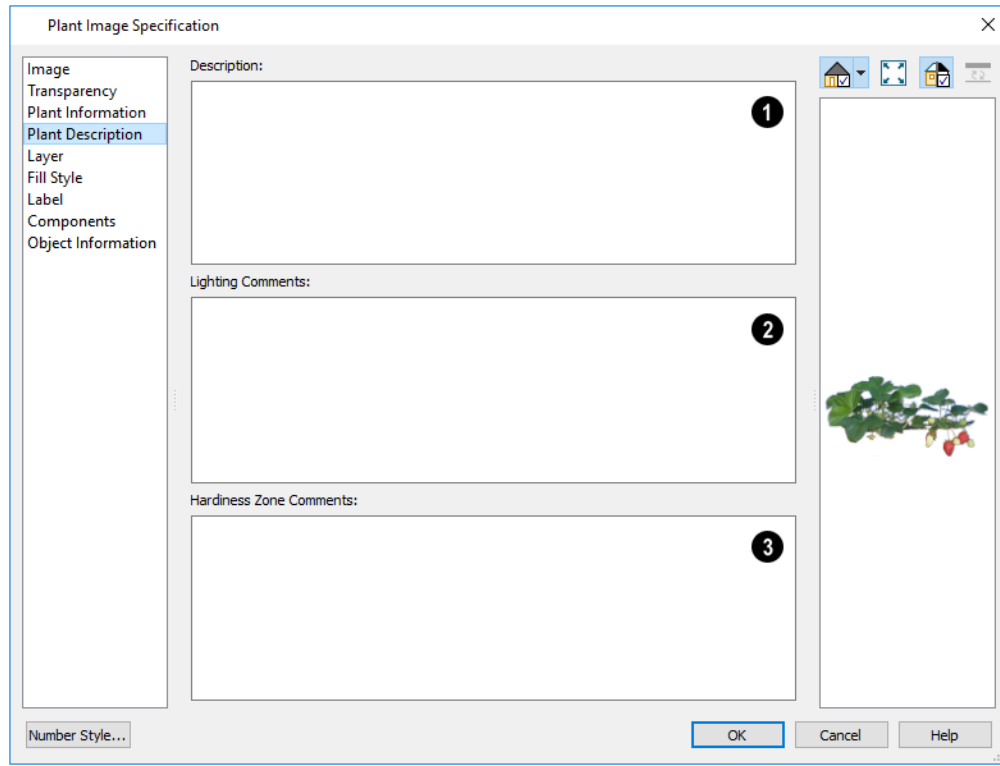 Plant Image Specification
Image
Transparency
Plant Information
Plant Description
Layer
Fill Style
Label
Components
Object Information
Description:
1
Lighting Comments:
2
Hardiness Zone Comments:
3
Number Style...
OK
Cancel
Help